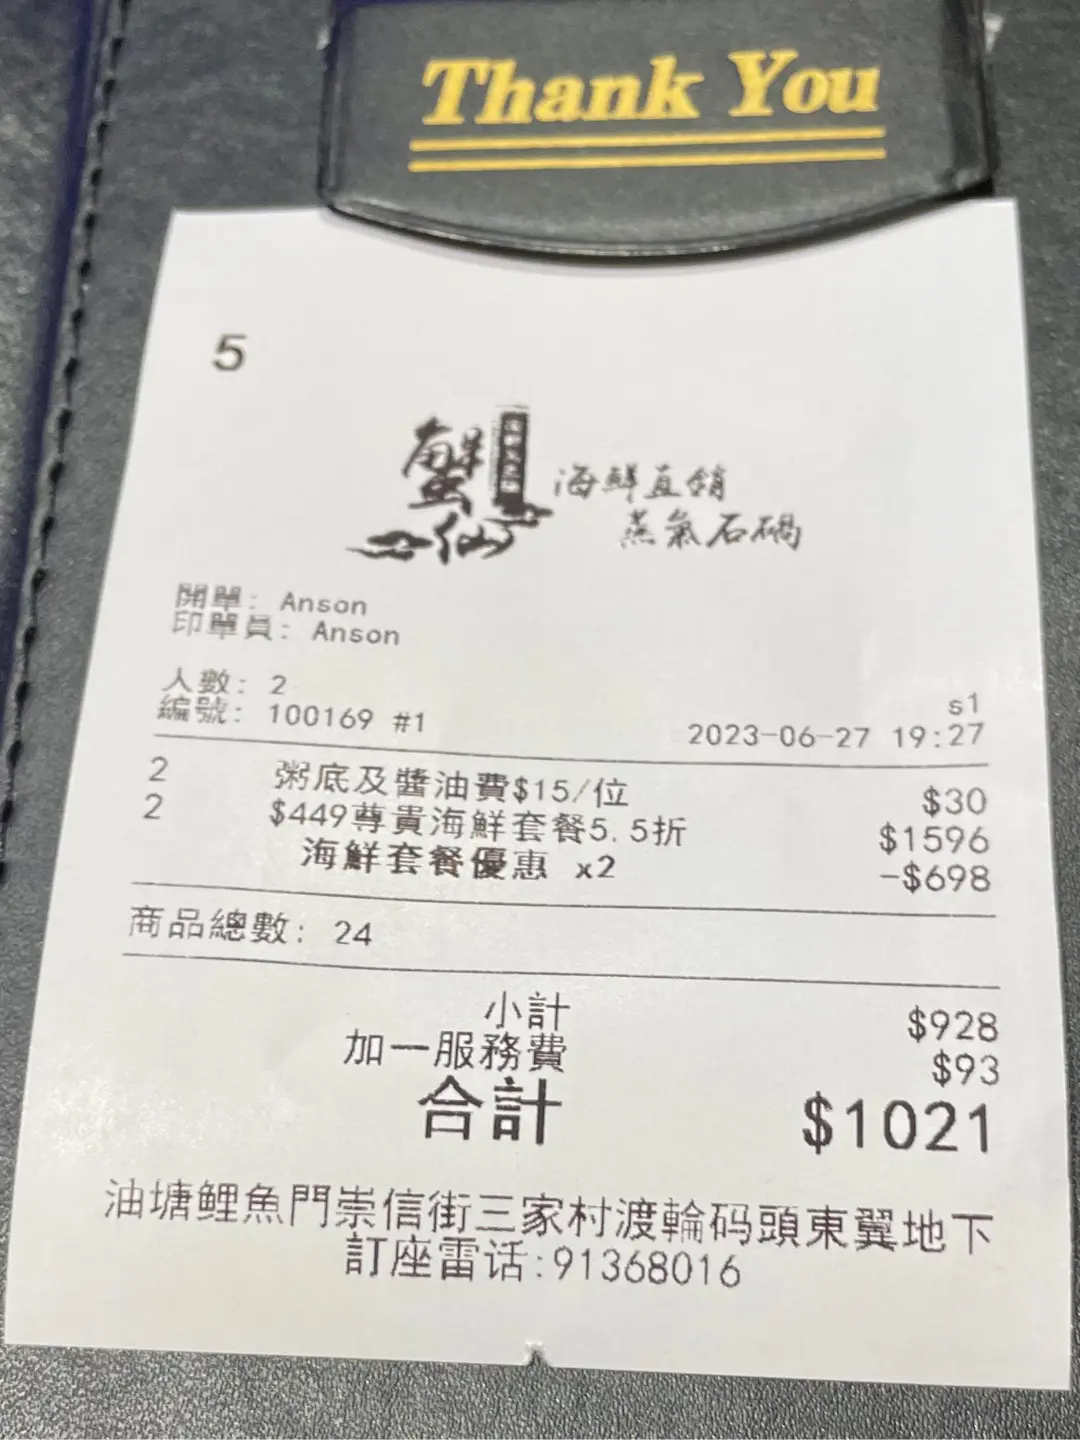 Thank You
5
蟹仙
海鮮直銷
蒸氣石鍋
開單: Anson
印單員: Anson
人數: 2
s1
編號: 100169 #1 2023-06-27 19:27
2 粥底及醬油費$15/位 $30
2 $449尊貴海鮮套餐5.5折 $1596
海鮮套餐優惠 x2 -$698
商品總數: 24
小計 $928
加一服務費 $93
合計 $1021
油塘鲤魚門崇信街三家村渡輪码頭東翼地下
訂座雷话:91368016